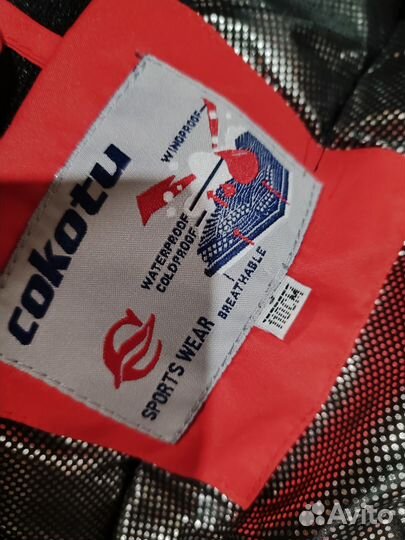 cokotu
WINDPROOF
WATERPROOF
COLDPROOF
BREATHABLE
SPORTS WEAR
Avito